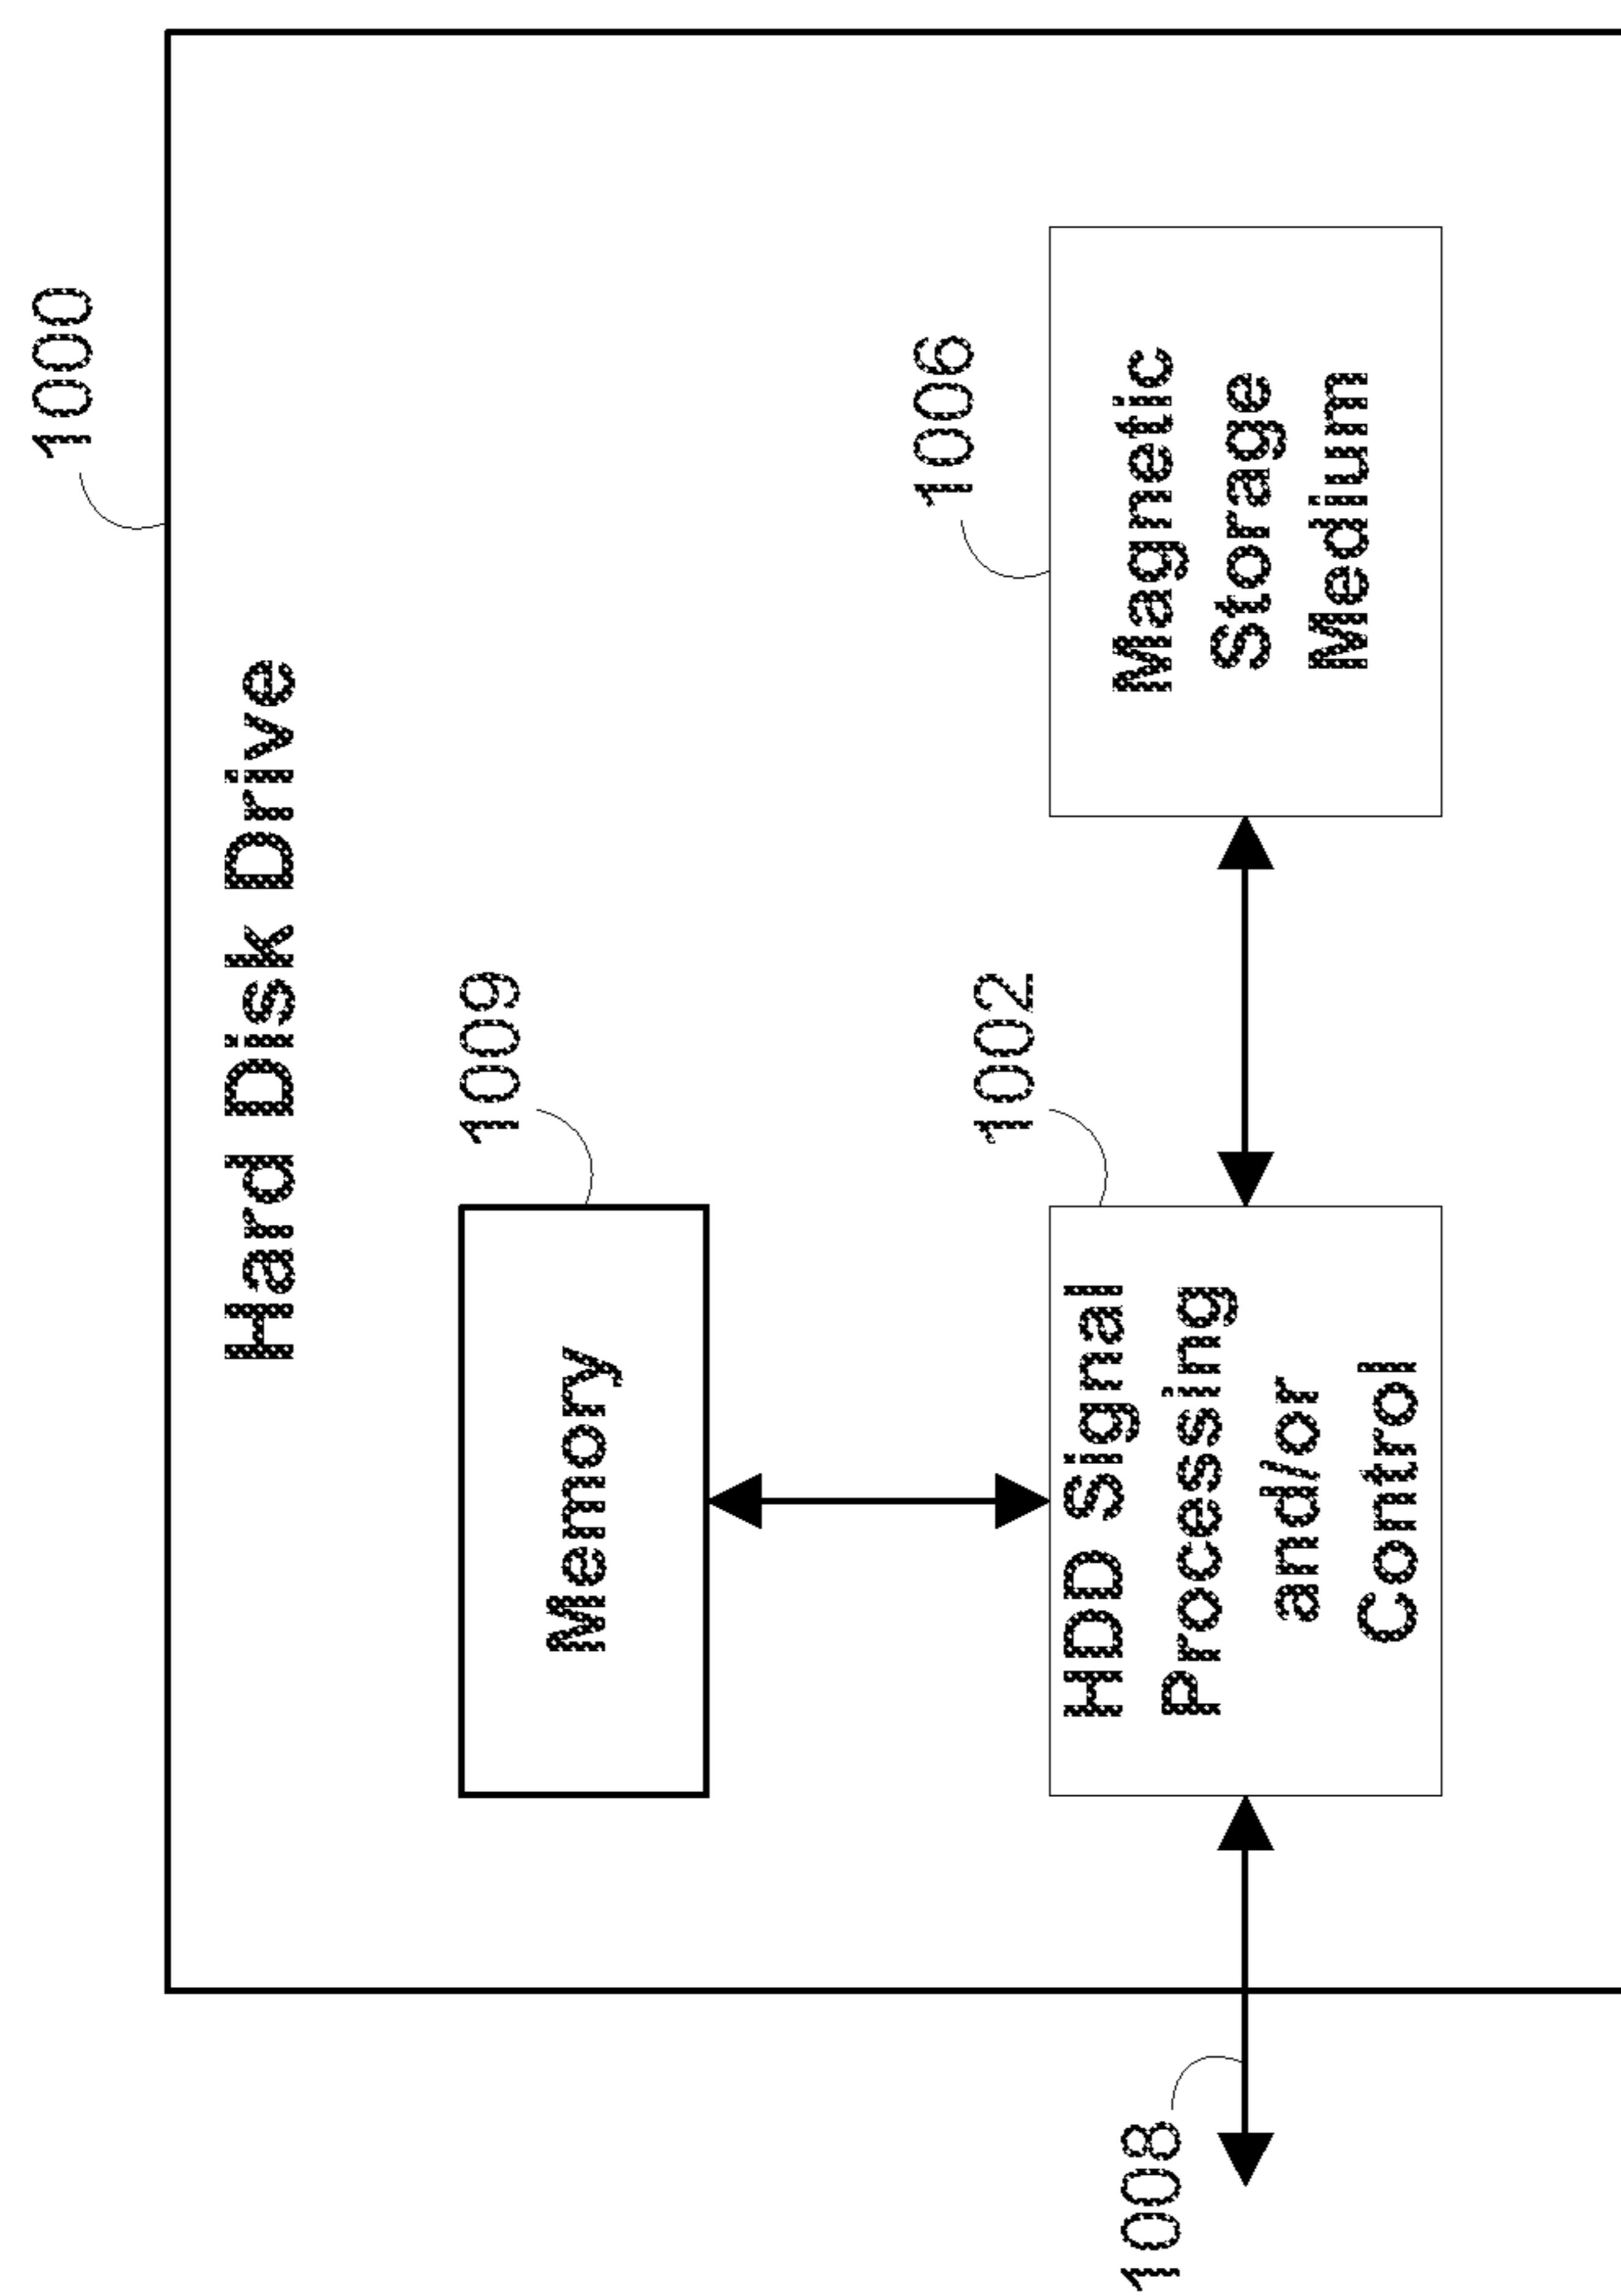 1000
Hard Disk Drive
1009
Memory
1006
Magnetic
Storage
Medium
1002
HDD Signal
Processing
and/or
Control
1008